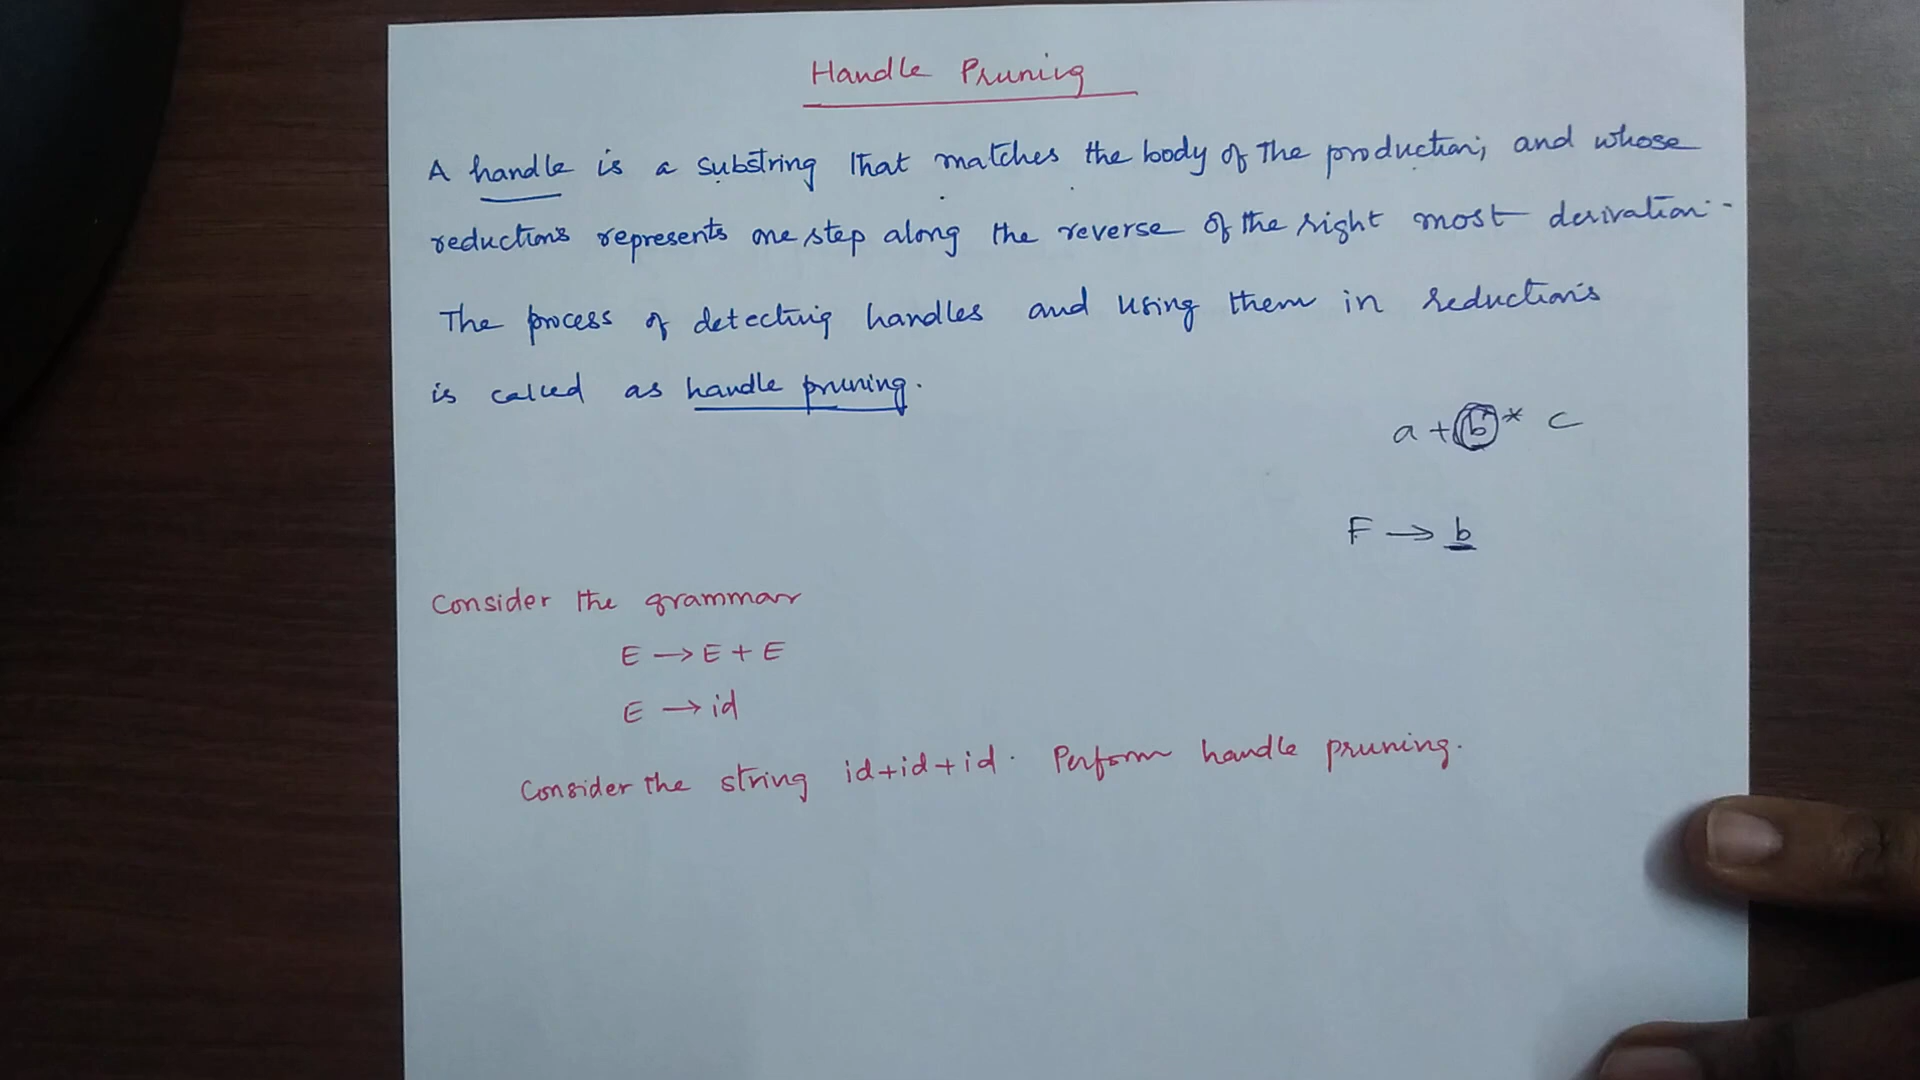 Handle Pruning
A handle is a substring that matches the body of the production; and whose
reductions represents one step along the reverse of the right most derivation.
The process of detecting handles and using them in reductions
is called as handle pruning.
a + b * c
F → b
Consider the grammar
E → E + E
E → id
Consider the string id+id+id. Perform handle pruning.